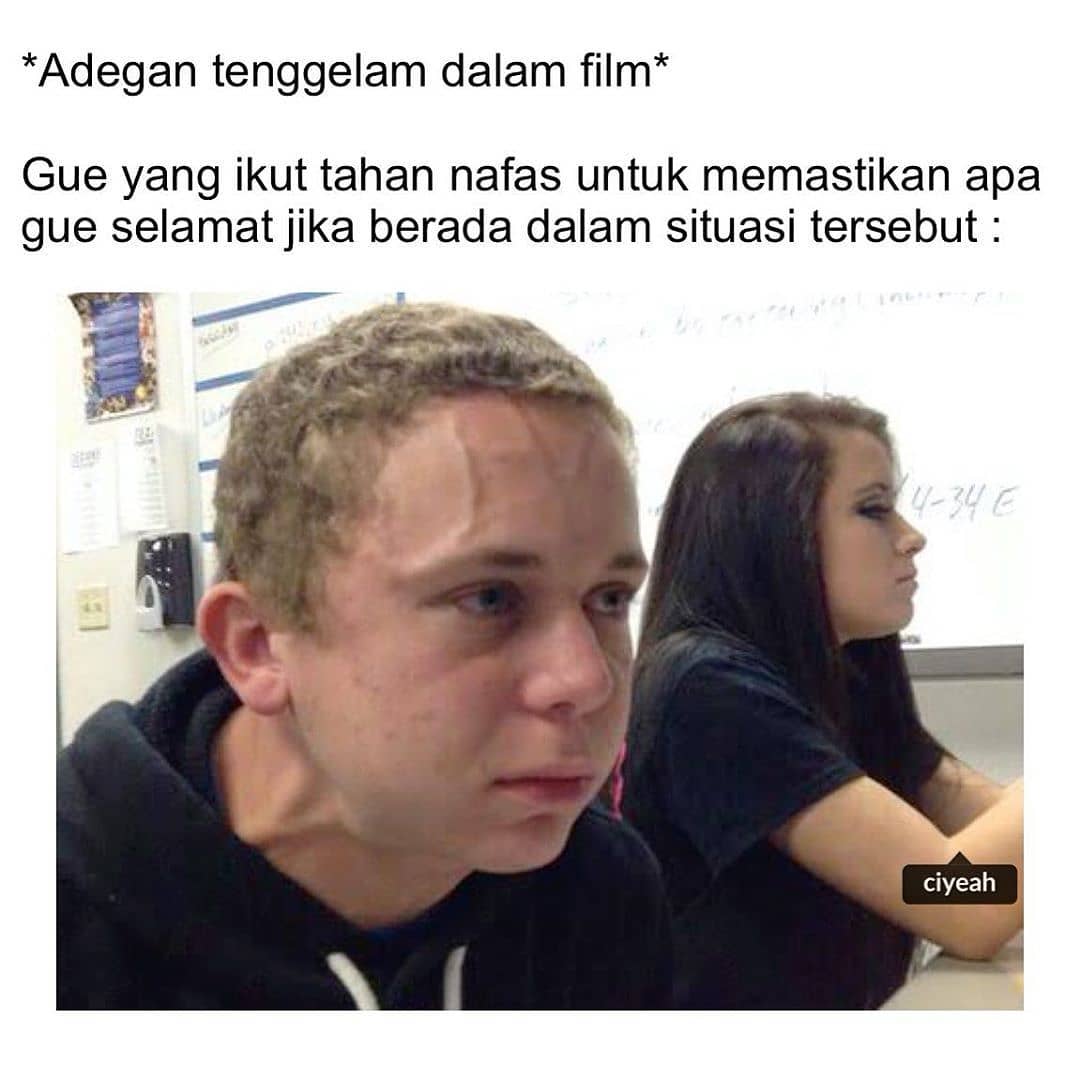 *Adegan tenggelam dalam film*
Gue yang ikut tahan nafas untuk memastikan apa
gue selamat jika berada dalam situasi tersebut :
4-34 E
ciyeah